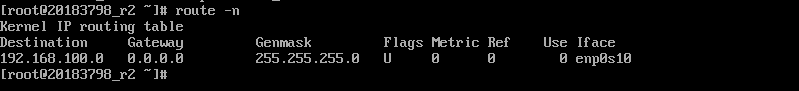 [root@20183798_r2 ~]# route -n
Kernel IP routing table
Destination     Gateway         Genmask         Flags Metric Ref    Use Iface
192.168.100.0   0.0.0.0         255.255.255.0   U     0      0        0 enp0s10
[root@20183798_r2 ~]#